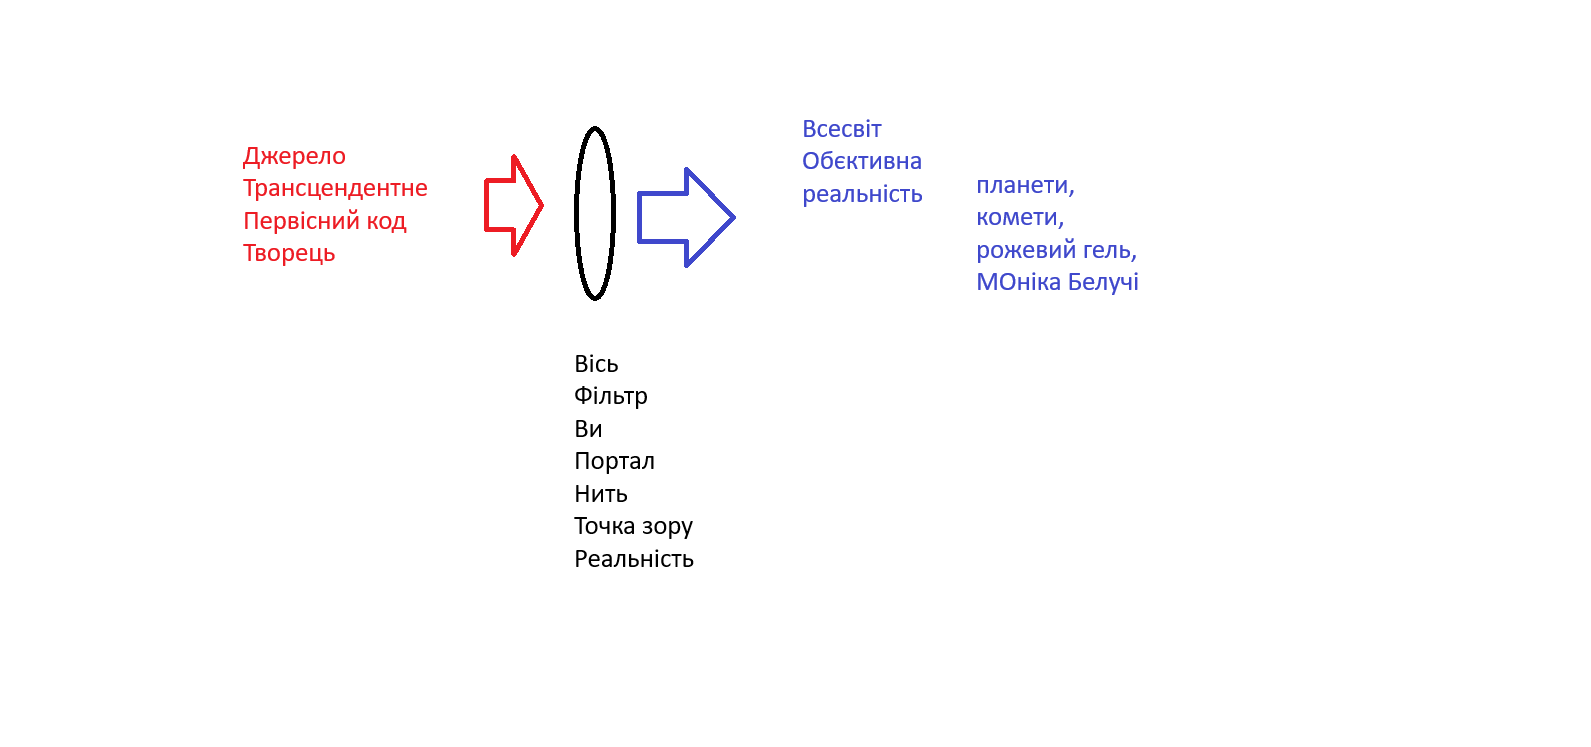 Джерело
Трансцендентне
Первісний код
Творець
Всесвіт
Обєктивна
реальність
планети,
комети,
рожевий гель,
МОніка Белучі
Вісь
Фільтр
Ви
Портал
Нить
Точка зору
Реальність